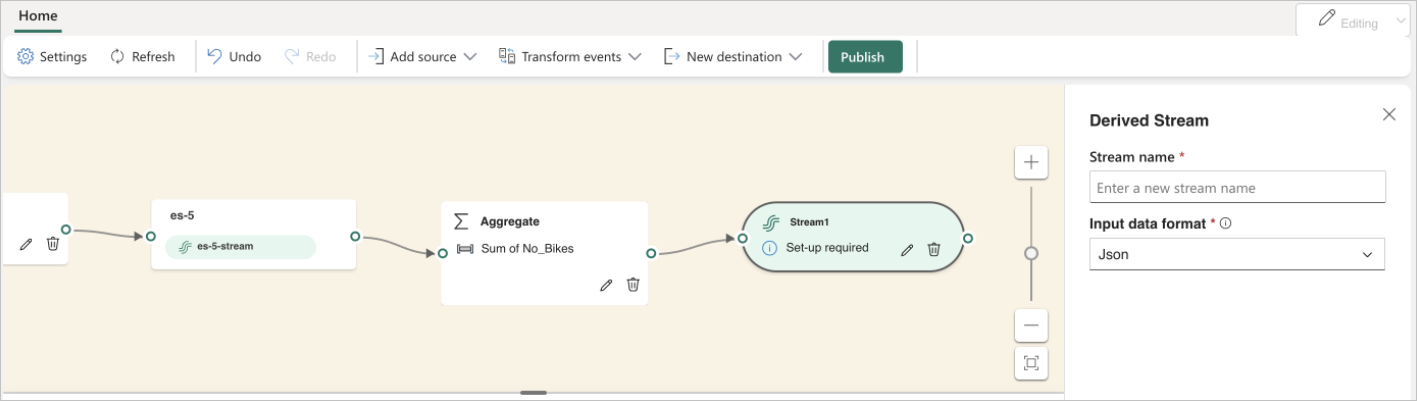 Home
Editing
Settings
Refresh
Undo
Redo
Add source
Transform events
New destination
Publish
es-5
es-5-stream
Aggregate
Sum of No_Bikes
Stream1
Set-up required
Derived Stream
Stream name *
Enter a new stream name
Input data format *
Json